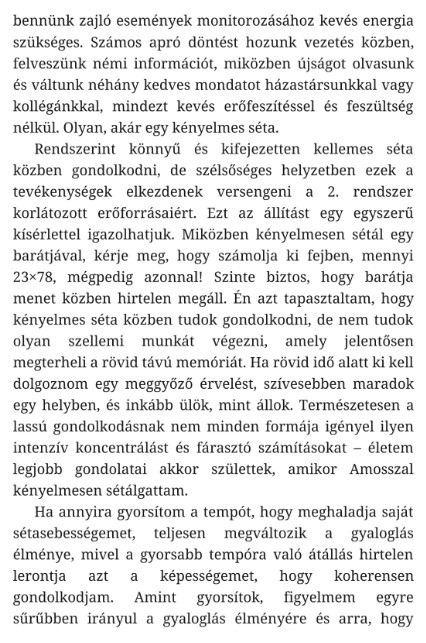 bennünk zajló események monitorozásához kevés energia
szükséges. Számos apró döntést hozunk vezetés közben,
felveszünk némi információt, miközben újságot olvasunk
és váltunk néhány kedves mondatot házastársunkkal vagy
kollégánkkal, mindezt kevés erőfeszítéssel és feszültség
nélkül. Olyan, akár egy kényelmes séta.
Rendszerint könnyű és kifejezetten kellemes séta
közben gondolkodni, de szélsőséges helyzetben ezek a
tevékenységek elkezdenek versengeni a 2. rendszer
korlátozott erőforrásaiért. Ezt az állítást egy egyszerű
kísérlettel igazolhatjuk. Miközben kényelmesen sétál egy
barátjával, kérje meg, hogy számolja ki fejben, mennyi
23×78, mégpedig azonnal! Szinte biztos, hogy barátja
menet közben hirtelen megáll. Én azt tapasztaltam, hogy
kényelmes séta közben tudok gondolkodni, de nem tudok
olyan szellemi munkát végezni, amely jelentősen
megterheli a rövid távú memóriát. Ha rövid idő alatt ki kell
dolgoznom egy meggyőző érvelést, szívesebben maradok
egy helyben, és inkább ülök, mint állok. Természetesen a
lassú gondolkodásnak nem minden formája igényel ilyen
intenzív koncentrálást és fárasztó számításokat – életem
legjobb gondolatai akkor születtek, amikor Amosszal
kényelmesen sétálgattam.
Ha annyira gyorsítom a tempót, hogy meghaladja saját
sétasebességemet, teljesen megváltozik a gyaloglás
élménye, mivel a gyorsabb tempóra való átállás hirtelen
lerontja azt a képességemet, hogy koherensen
gondolkodjam. Amint gyorsítok, figyelmem egyre
sűrűbben irányul a gyaloglás élményére és arra, hogy